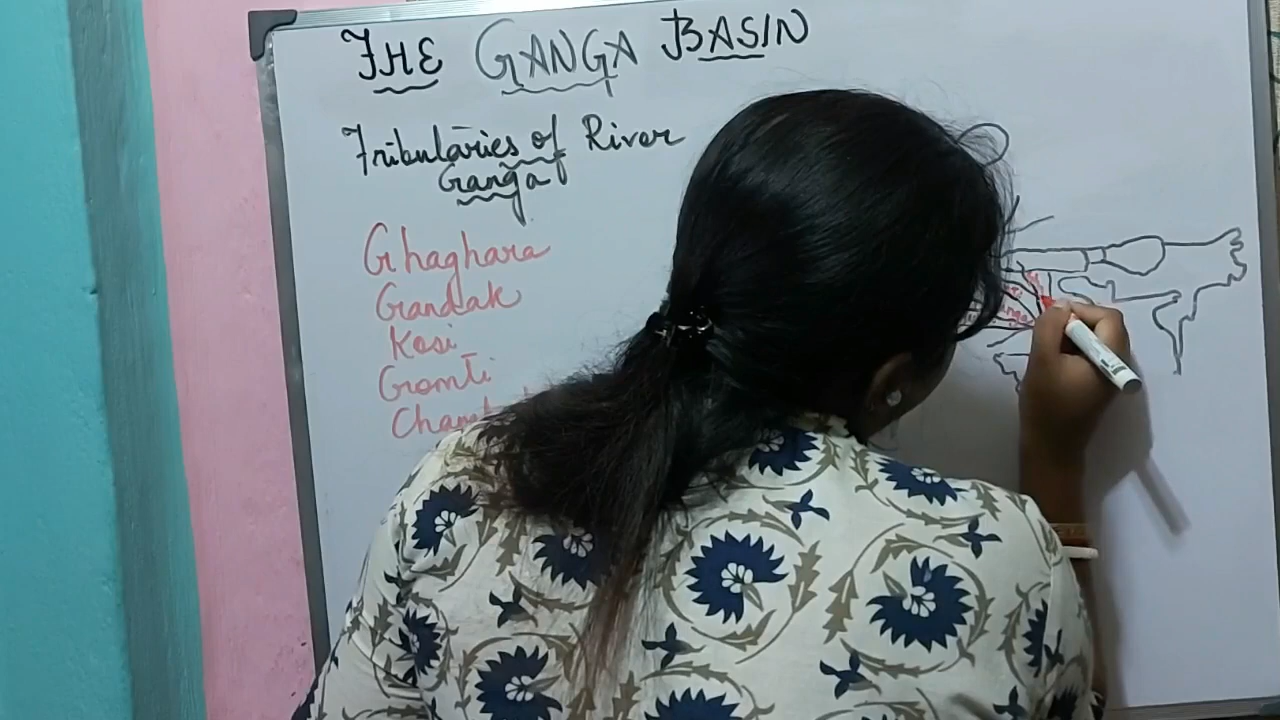 THE GANGA BASIN
Tributaries of River
Ganga
Ghaghara
Gandak
Kosi
Gomti